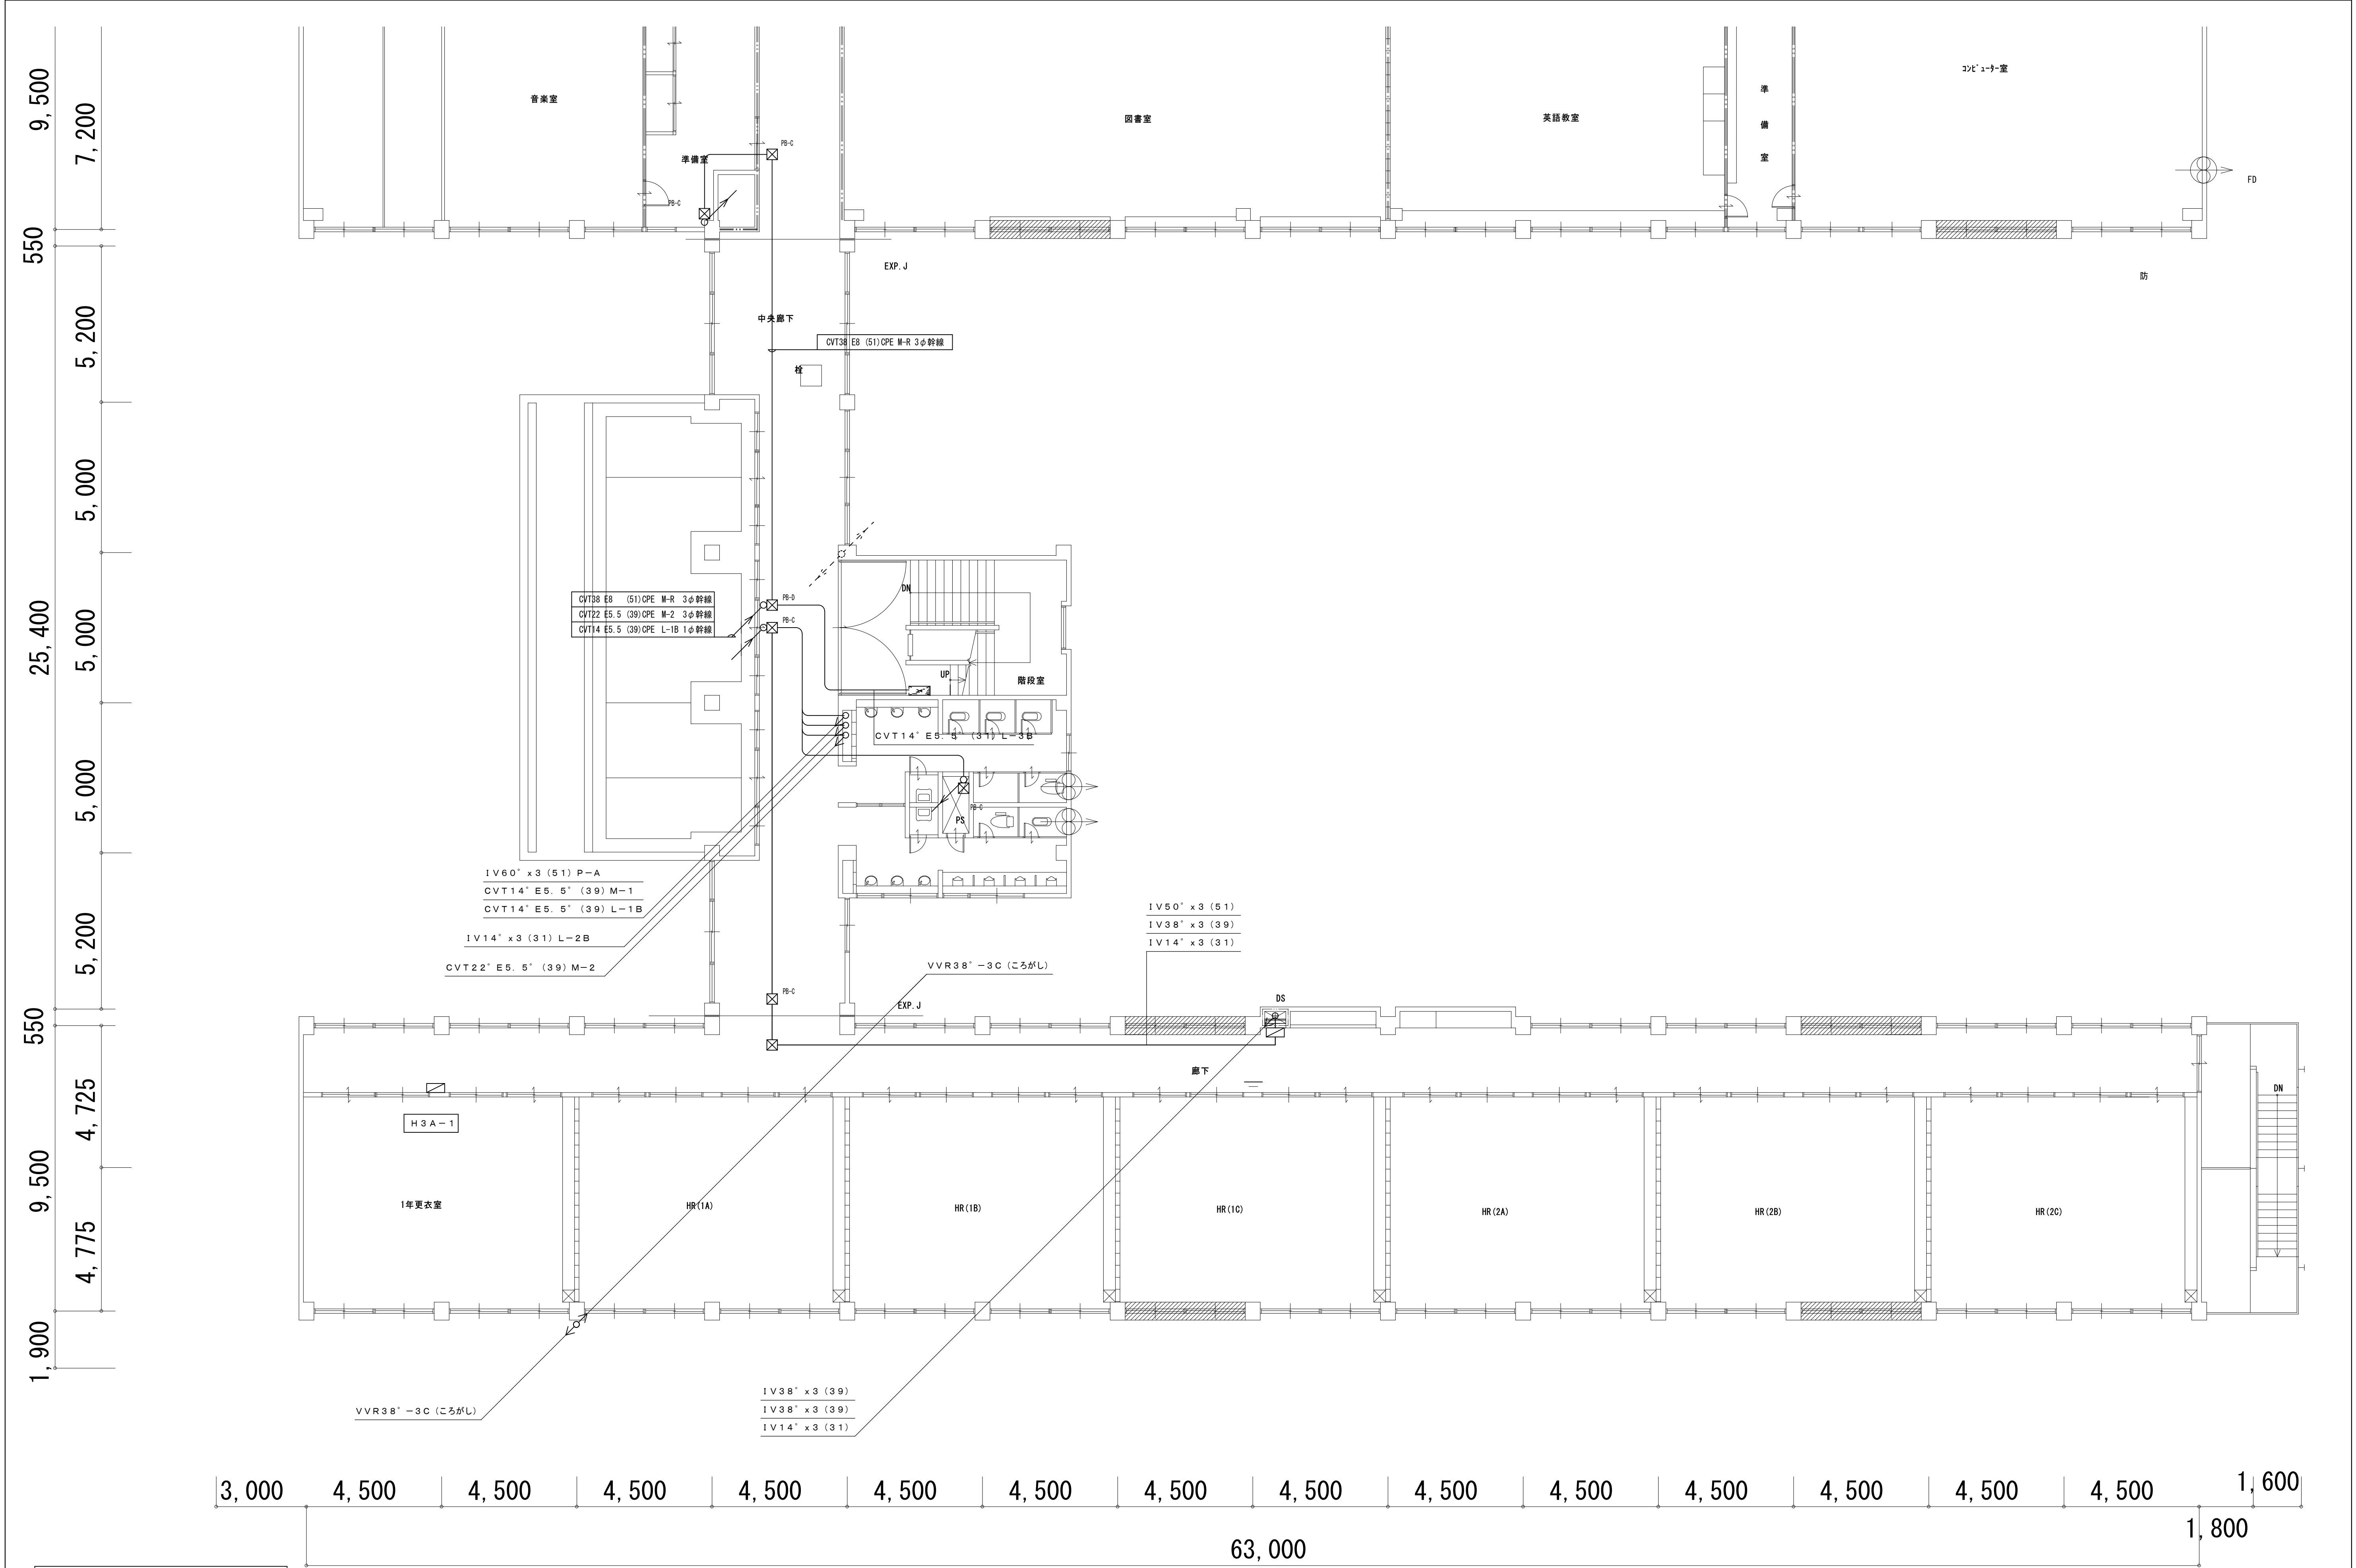 音楽室
準備室
PB-C
PB-C
図書室
英語教室
準備室
コンピューター室
FD
防
EXP.J
中央廊下
CVT38 E8 (51)CPE M-R 3φ幹線
栓
CVT38 E8 (51)CPE M-R 3φ幹線
CVT22 E5.5 (39)CPE M-2 3φ幹線
CVT14 E5.5 (39)CPE L-1B 1φ幹線
PB-D
PB-C
DN
UP
階段室
CVT14°E5.5°(31) L-3B
PB-C
PS
IV60°x3 (51) P-A
CVT14°E5.5°(39) M-1
CVT14°E5.5°(39) L-1B
IV14°x3 (31) L-2B
CVT22°E5.5°(39) M-2
IV50°x3 (51)
IV38°x3 (39)
IV14°x3 (31)
VVR38°-3C (ころがし)
PB-C
EXP.J
DS
廊下
DN
H3A-1
1年更衣室
HR(1A)
HR(1B)
HR(1C)
HR(2A)
HR(2B)
HR(2C)
VVR38°-3C (ころがし)
IV38°x3 (39)
IV38°x3 (39)
IV14°x3 (31)
9,500
7,200
550
5,200
5,000
25,400
5,000
5,000
5,200
550
4,725
9,500
4,775
1,900
3,000 4,500 4,500 4,500 4,500 4,500 4,500 4,500 4,500 4,500 4,500 4,500 4,500 4,500 4,500 1,600
1,800
63,000